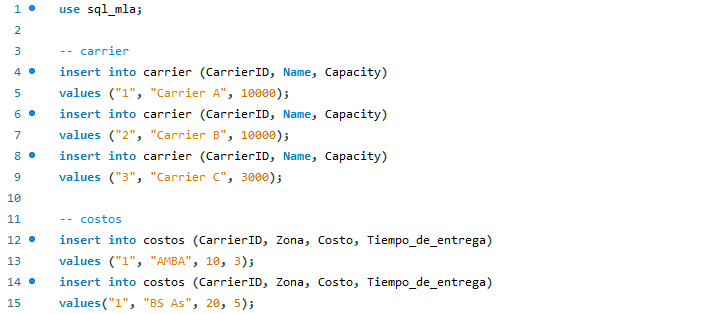 1 use sql_mla;
2
3 -- carrier
4 insert into carrier (CarrierID, Name, Capacity)
5 values ("1", "Carrier A", 10000);
6 insert into carrier (CarrierID, Name, Capacity)
7 values ("2", "Carrier B", 10000);
8 insert into carrier (CarrierID, Name, Capacity)
9 values ("3", "Carrier C", 3000);
10
11 -- costos
12 insert into costos (CarrierID, Zona, Costo, Tiempo_de_entrega)
13 values ("1", "AMBA", 10, 3);
14 insert into costos (CarrierID, Zona, Costo, Tiempo_de_entrega)
15 values("1", "BS As", 20, 5);